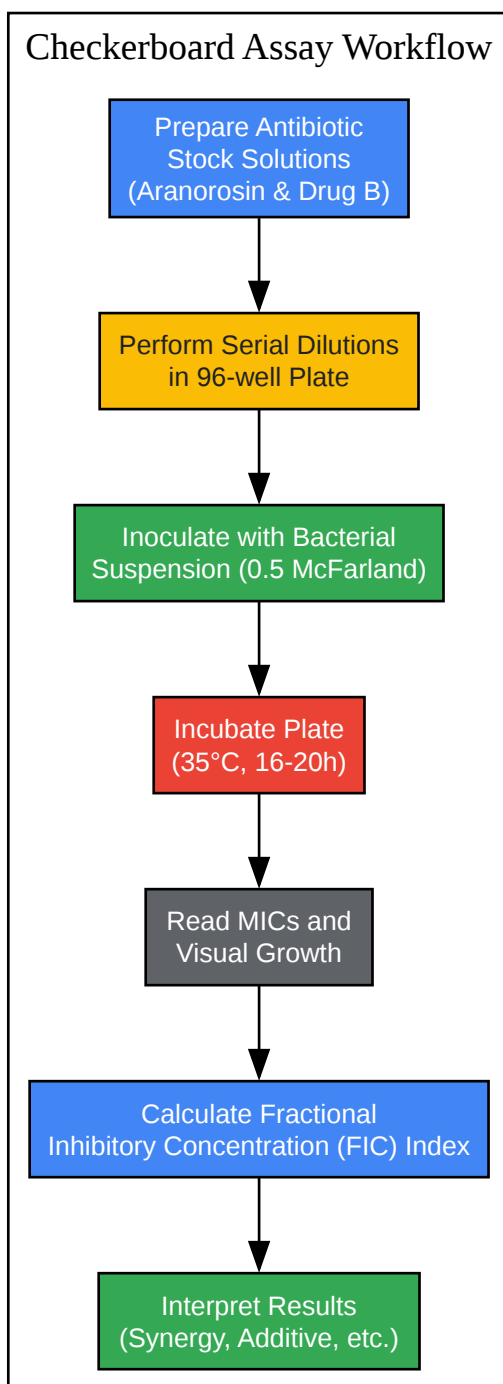 Checkerboard Assay Workflow
Prepare Antibiotic
Stock Solutions
(Aranorosin & Drug B)
Perform Serial Dilutions
in 96-well Plate
Inoculate with Bacterial
Suspension (0.5 McFarland)
Incubate Plate
(35°C, 16-20h)
Read MICs and
Visual Growth
Calculate Fractional
Inhibitory Concentration (FIC) Index
Interpret Results
(Synergy, Additive, etc.)